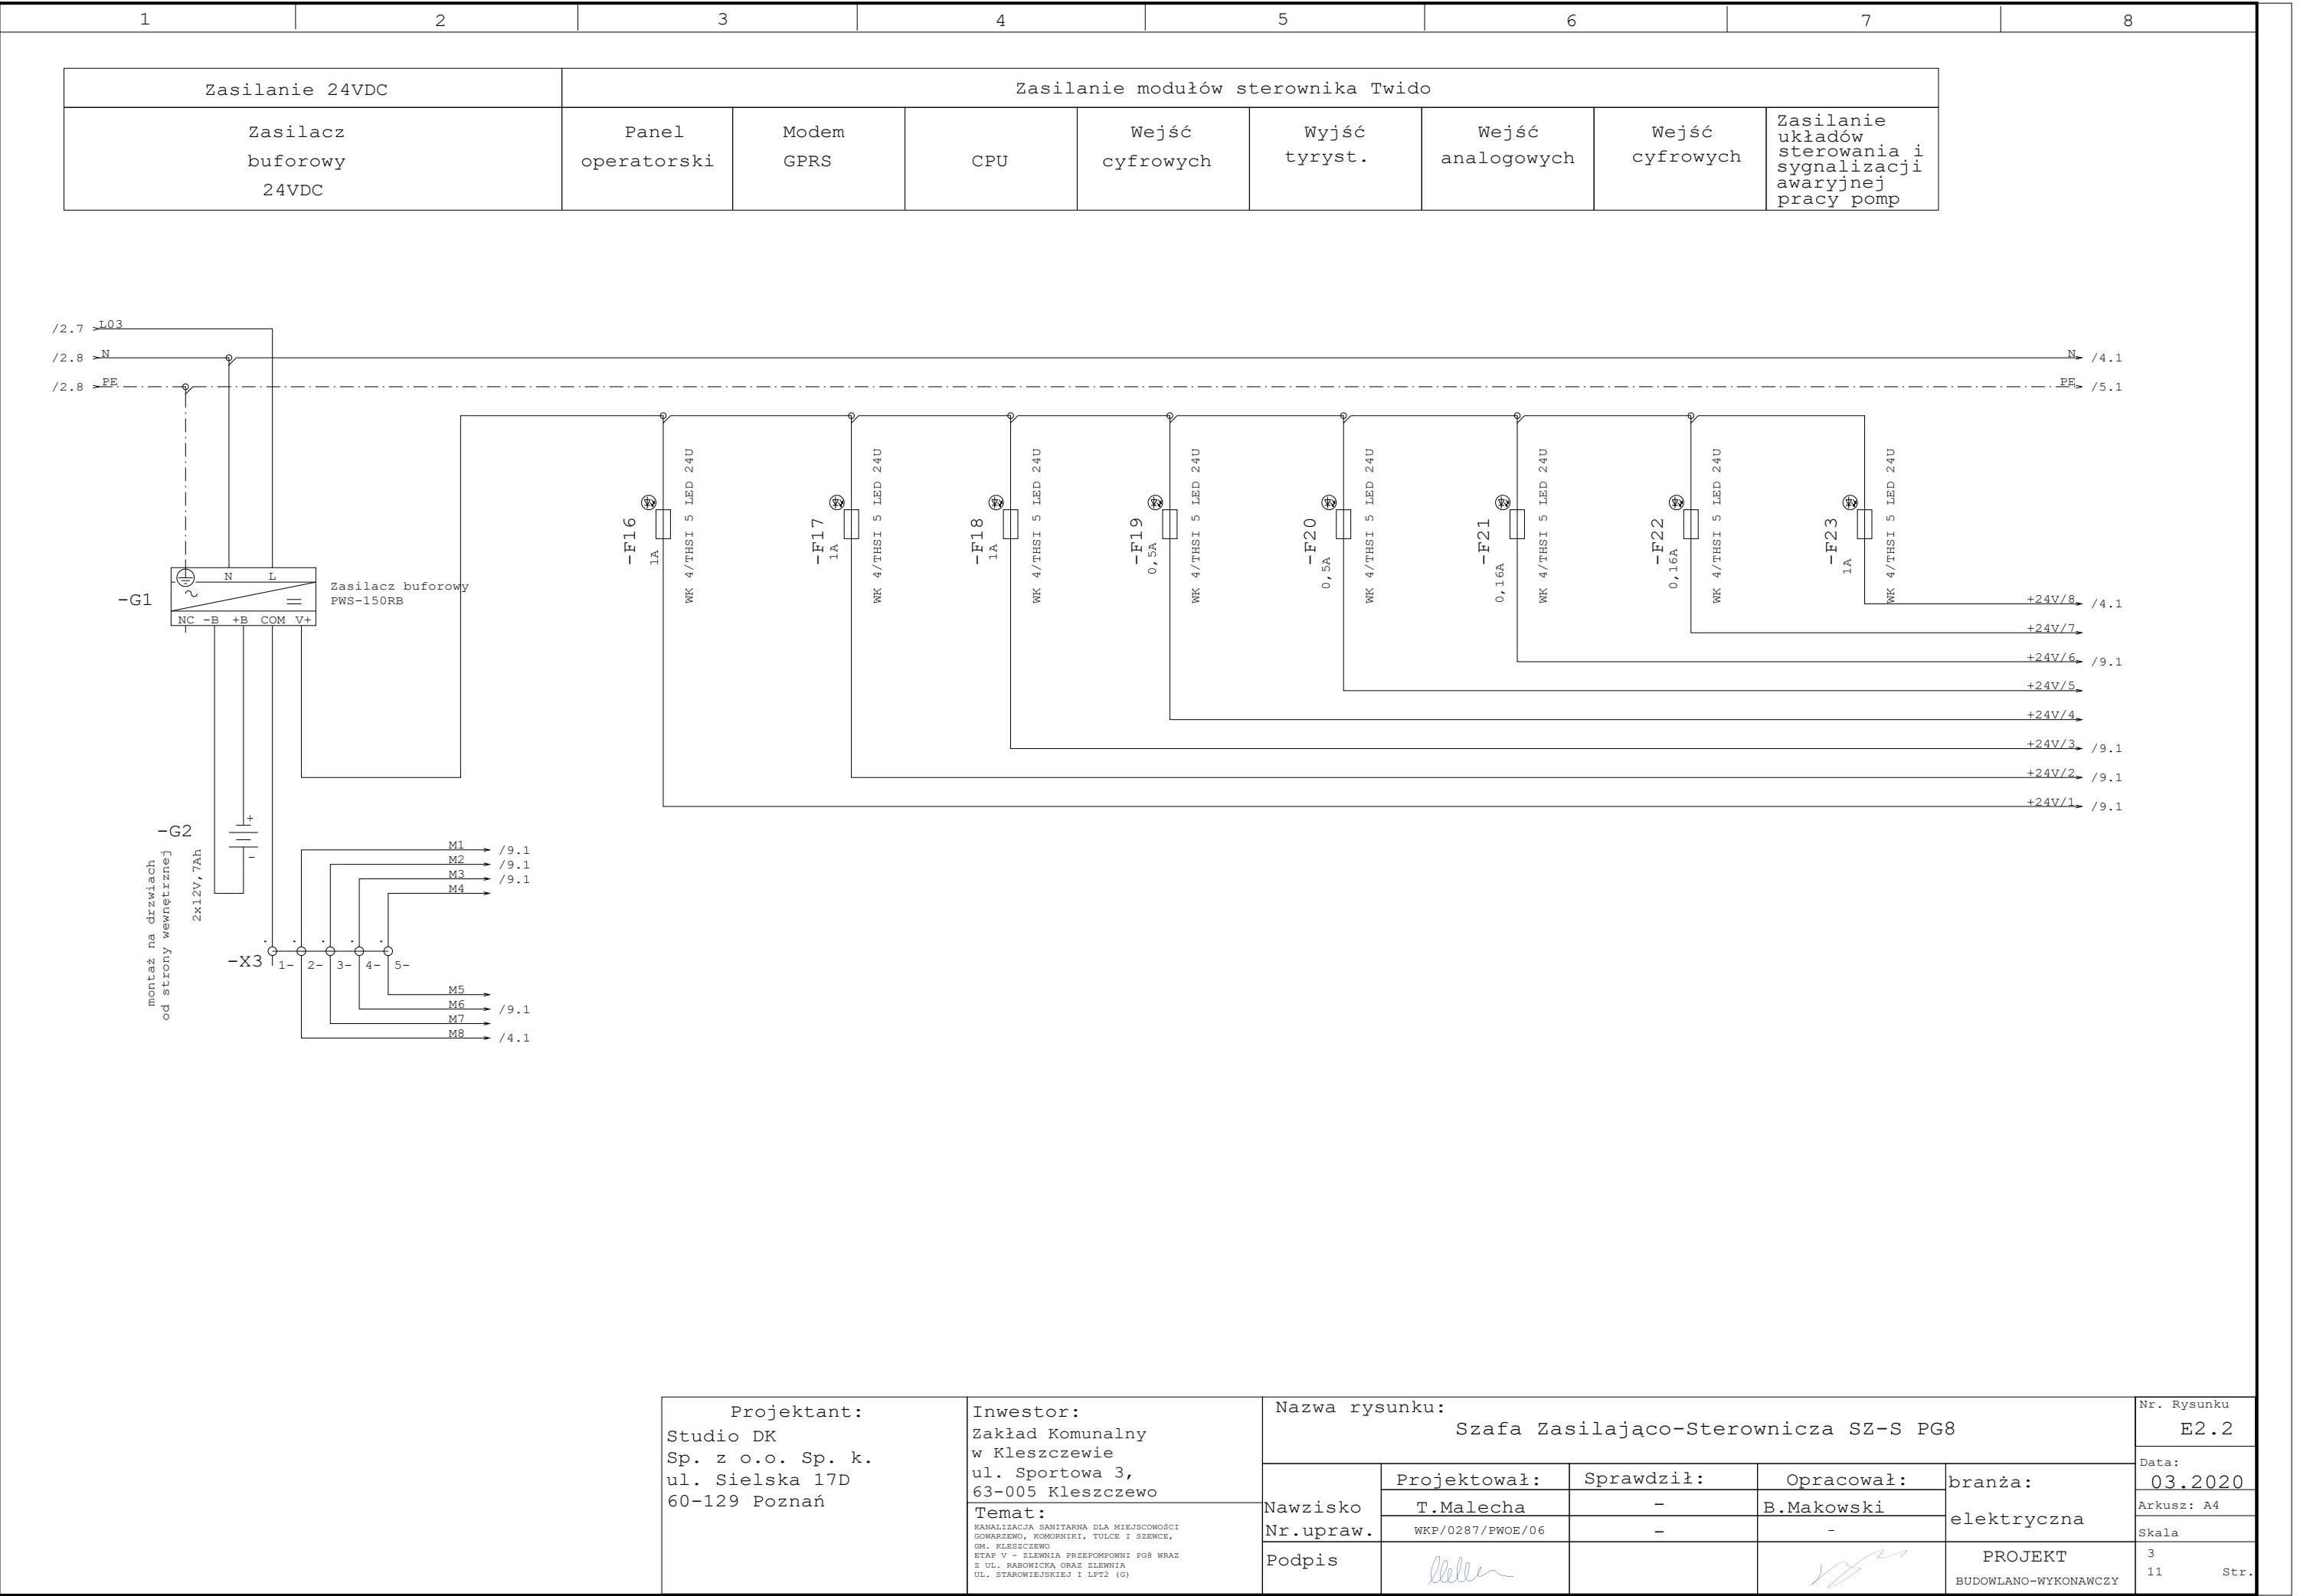 1 2 3 4 5 6 7 8
Zasilanie 24VDC
Zasilanie modułów sterownika Twido
Zasilacz
buforowy
24VDC
Panel
operatorski
Modem
GPRS
CPU
Wejść
cyfrowych
Wyjść
tyryst.
Wejść
analogowych
Wejść
cyfrowych
Zasilanie
układów
sterowania i
sygnalizacji
awaryjnej
pracy pomp
/2.7 L03
/2.8 N
N /4.1
/2.8 PE
PE /5.1
-F16
1A
WK 4/THSI 5 LED 24U
-F17
1A
WK 4/THSI 5 LED 24U
-F18
1A
WK 4/THSI 5 LED 24U
-F19
0,5A
WK 4/THSI 5 LED 24U
-F20
0,5A
WK 4/THSI 5 LED 24U
-F21
0,16A
WK 4/THSI 5 LED 24U
-F22
0,16A
WK 4/THSI 5 LED 24U
-F23
1A
WK 4/THSI 5 LED 24U
-G1
N L
NC -B +B COM V+
Zasilacz buforowy
PWS-150RB
+24V/8 /4.1
+24V/7
+24V/6 /9.1
+24V/5
+24V/4
+24V/3 /9.1
+24V/2 /9.1
+24V/1 /9.1
-G2
+
-
2x12V,7Ah
montaż na drzwiach
od strony wewnętrznej
M1 /9.1
M2 /9.1
M3 /9.1
M4
-X3 1- 2- 3- 4- 5-
M5
M6 /9.1
M7
M8 /4.1
Projektant:
Studio DK
Sp. z o.o. Sp. k.
ul. Sielska 17D
60-129 Poznań
Inwestor:
Zakład Komunalny
w Kleszczewie
ul. Sportowa 3,
63-005 Kleszczewo
Temat:
KANALIZACJA SANITARNA DLA MIEJSCOWOŚCI
GOWARZEWO, KOMORNIKI, TULCE I SZEWCE,
GM. KLESZCZEWO
ETAP V - ZLEWNIA PRZEPOMPOWNI PG8 WRAZ
Z UL. RABOWICKĄ ORAZ ZLEWNIA
UL. STAROWIEJSKIEJ I LPT2 (G)
Nazwa rysunku:
Szafa Zasilająco-Sterownicza SZ-S PG8
Projektował: Sprawdził: Opracował:
Nawzisko T.Malecha - B.Makowski
Nr.upraw. WKP/0287/PWOE/06 - -
Podpis
branża:
elektryczna
PROJEKT
BUDOWLANO-WYKONAWCZY
Nr. Rysunku
E2.2
Data:
03.2020
Arkusz: A4
Skala
3
11 Str.